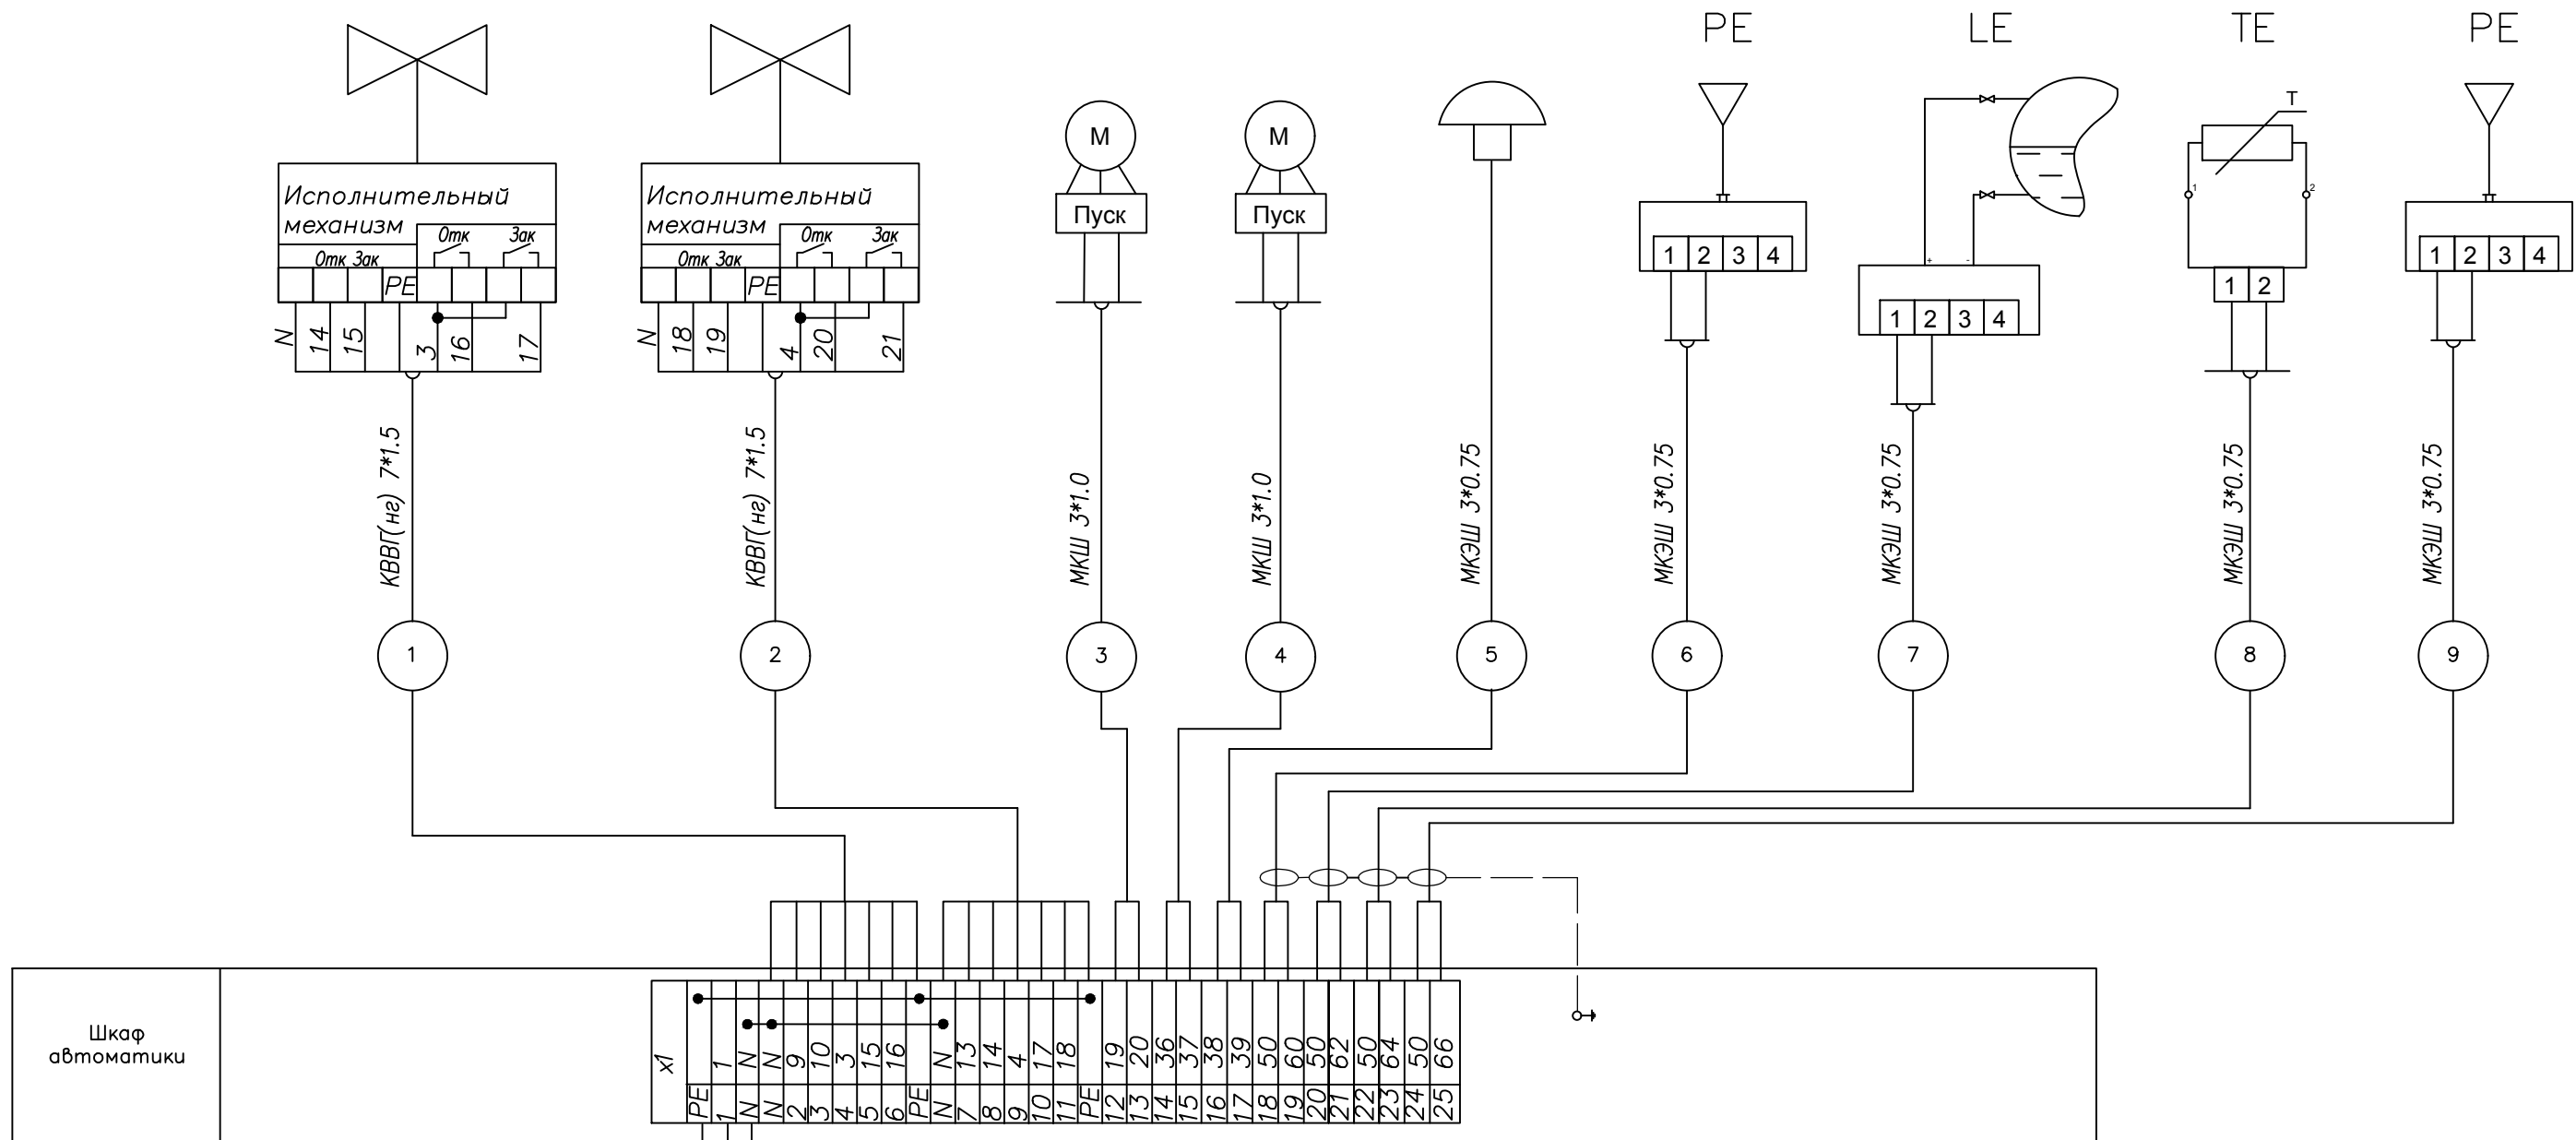 PE LE TE PE
T
M M
Исполнительный
механизм
Отк Зак
Отк Зак
PE
Исполнительный
механизм
Отк Зак
Отк Зак
PE
Пуск Пуск
1 2 3 4
+ -
1 2 3 4
1 2
1 2
1 2 3 4
N 14 15 3 16 17
N 18 19 4 20 21
КВВГ(нг) 7*1.5
КВВГ(нг) 7*1.5
МКШ 3*1.0
МКШ 3*1.0
МКЭШ 3*0.75
МКЭШ 3*0.75
МКЭШ 3*0.75
МКЭШ 3*0.75
МКЭШ 3*0.75
1 2 3 4 5 6 7 8 9
Шкаф
автоматики
x1
1 N N 9 10 3 15 16 N 13 14 4 17 18 19 20 36 37 38 39 50 60 50 62 50 64 50 66
PE 1 N N 2 3 4 5 6 PE N 7 8 9 10 11 PE 12 13 14 15 16 17 18 19 20 21 22 23 24 25